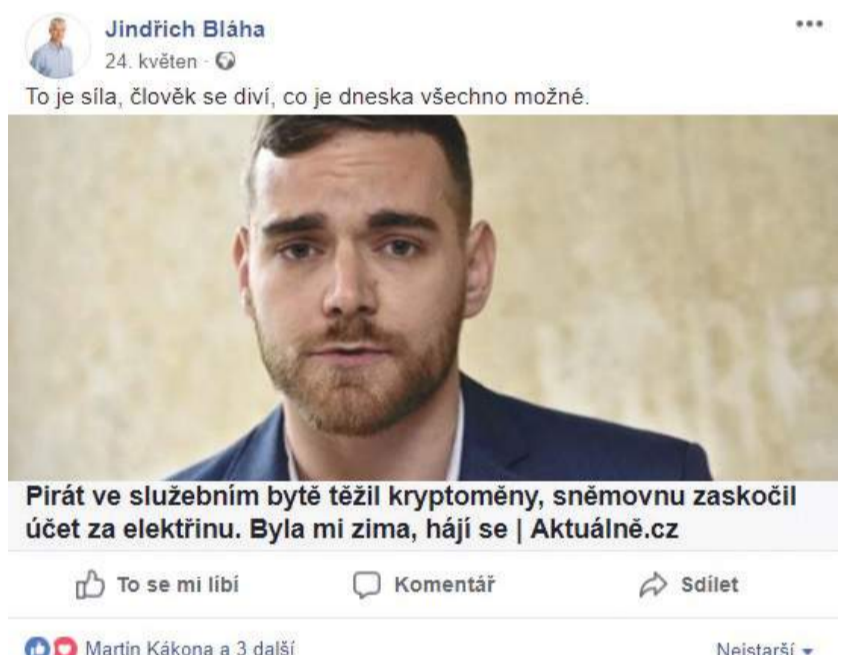 Jindřich Bláha
24. květen ·
To je síla, člověk se diví, co je dneska všechno možné.
Pirát ve služebním bytě těžil kryptoměny, sněmovnu zaskočil
účet za elektřinu. Byla mi zima, hájí se | Aktuálně.cz
To se mi líbí Komentář Sdílet
Martin Kákona a 3 další Nejstarší